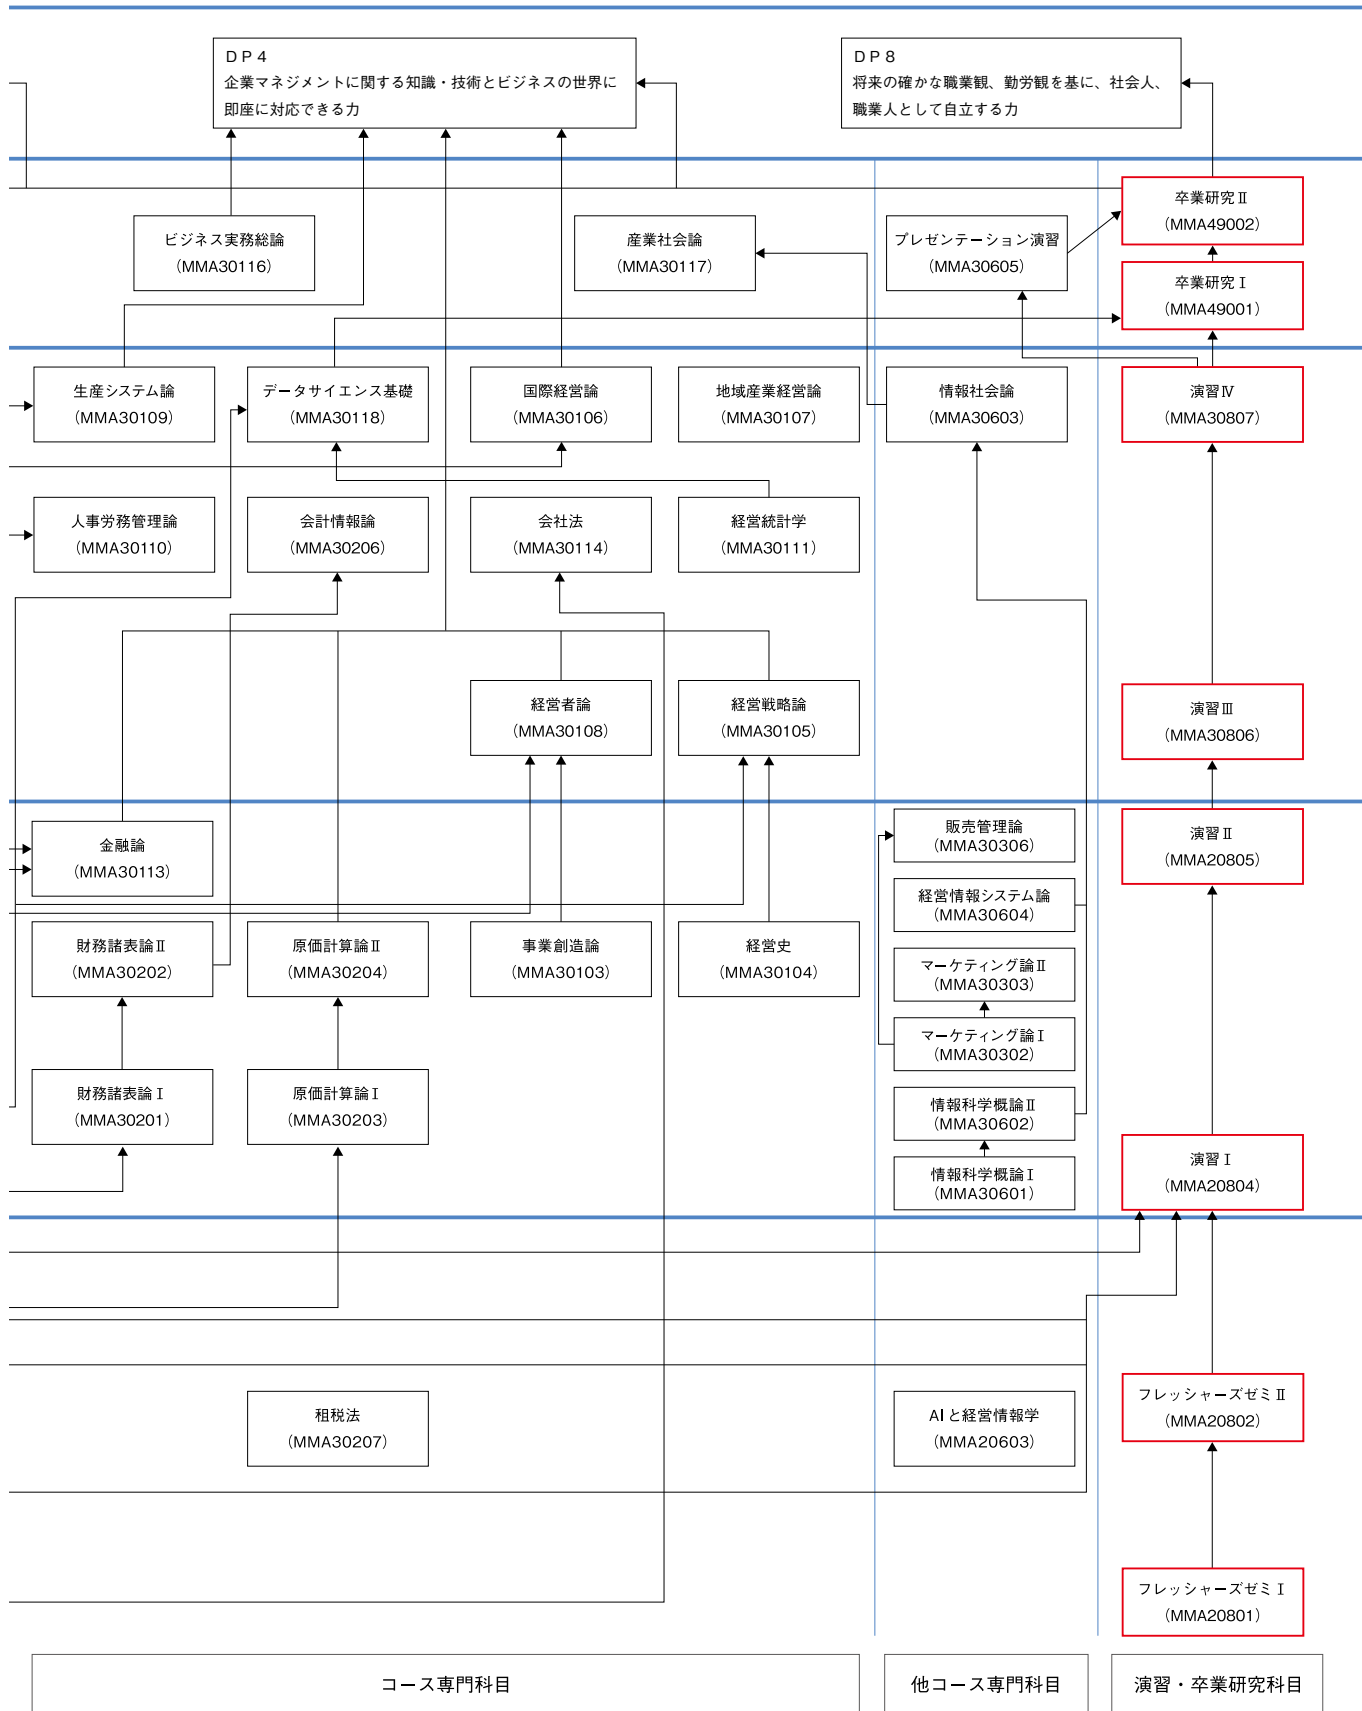 DP4
企業マネジメントに関する知識・技術とビジネスの世界に
即座に対応できる力
DP8
将来の確かな職業観、勤労観を基に、社会人、
職業人として自立する力
卒業研究Ⅱ
(MMA49002)
ビジネス実務総論
(MMA30116)
産業社会論
(MMA30117)
プレゼンテーション演習
(MMA30605)
卒業研究Ⅰ
(MMA49001)
生産システム論
(MMA30109)
データサイエンス基礎
(MMA30118)
国際経営論
(MMA30106)
地域産業経営論
(MMA30107)
情報社会論
(MMA30603)
演習Ⅳ
(MMA30807)
人事労務管理論
(MMA30110)
会計情報論
(MMA30206)
会社法
(MMA30114)
経営統計学
(MMA30111)
経営者論
(MMA30108)
経営戦略論
(MMA30105)
演習Ⅲ
(MMA30806)
金融論
(MMA30113)
販売管理論
(MMA30306)
演習Ⅱ
(MMA20805)
経営情報システム論
(MMA30604)
財務諸表論Ⅱ
(MMA30202)
原価計算論Ⅱ
(MMA30204)
事業創造論
(MMA30103)
経営史
(MMA30104)
マーケティング論Ⅱ
(MMA30303)
マーケティング論Ⅰ
(MMA30302)
財務諸表論Ⅰ
(MMA30201)
原価計算論Ⅰ
(MMA30203)
情報科学概論Ⅱ
(MMA30602)
情報科学概論Ⅰ
(MMA30601)
演習Ⅰ
(MMA20804)
租税法
(MMA30207)
AIと経営情報学
(MMA20603)
フレッシャーズゼミⅡ
(MMA20802)
フレッシャーズゼミⅠ
(MMA20801)
コース専門科目
他コース専門科目
演習・卒業研究科目